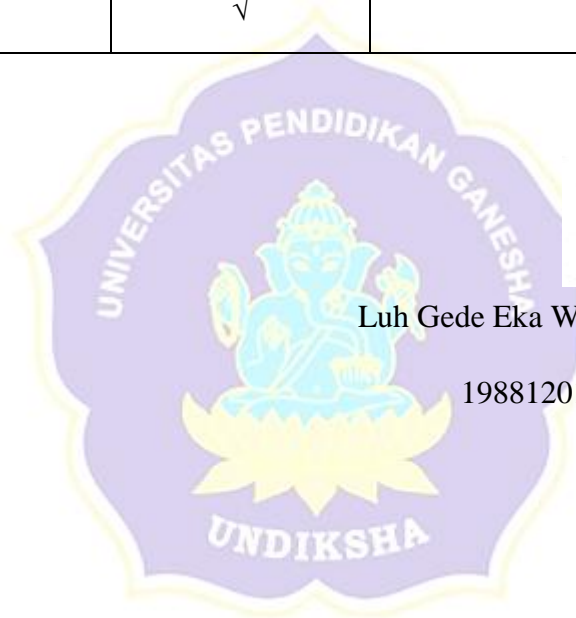 √
UNIVERSITAS PENDIDIKAN GANESHA
Luh Gede Eka W
1988120
UNDIKSHA